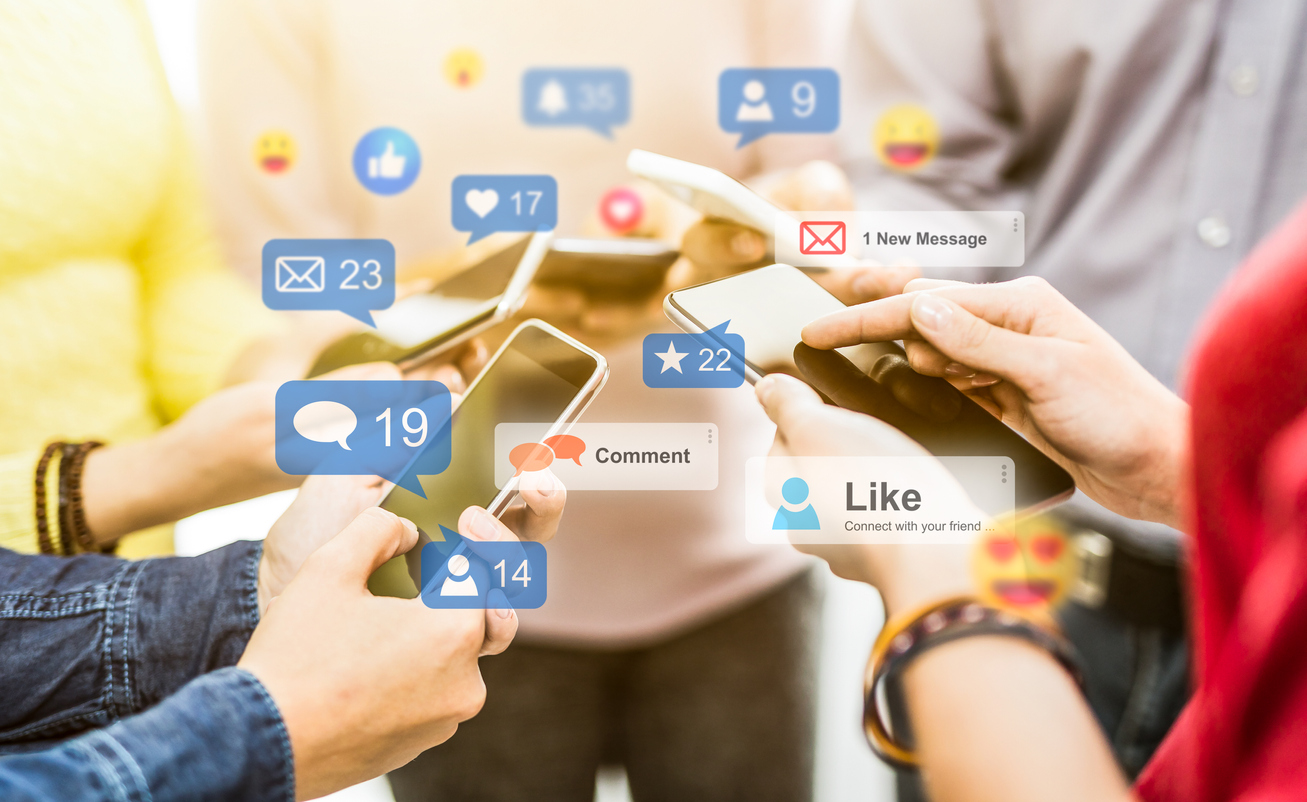 35
9
17
1 New Message
23
22
19
Comment
Like
Connect with your friend ...
14